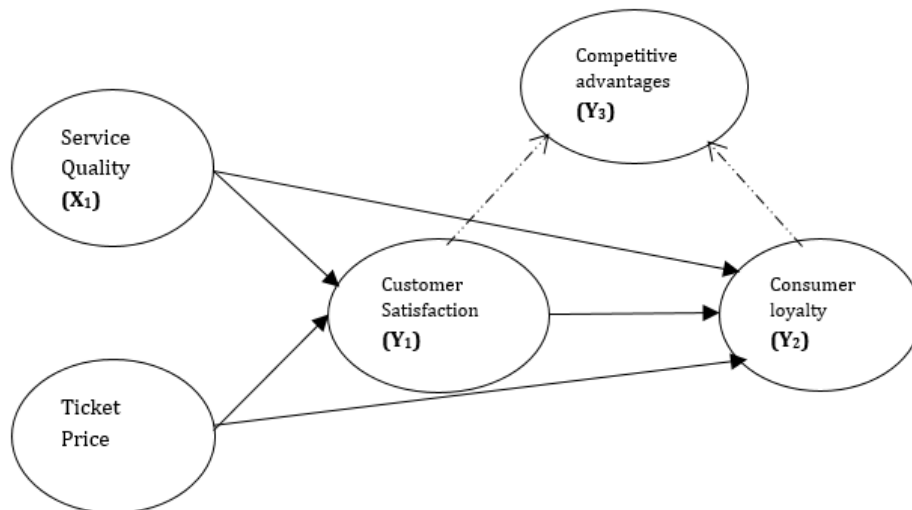 Competitive
advantages
(Y₃)
Service
Quality
(X₁)
Customer
Satisfaction
(Y₁)
Consumer
loyalty
(Y₂)
Ticket
Price